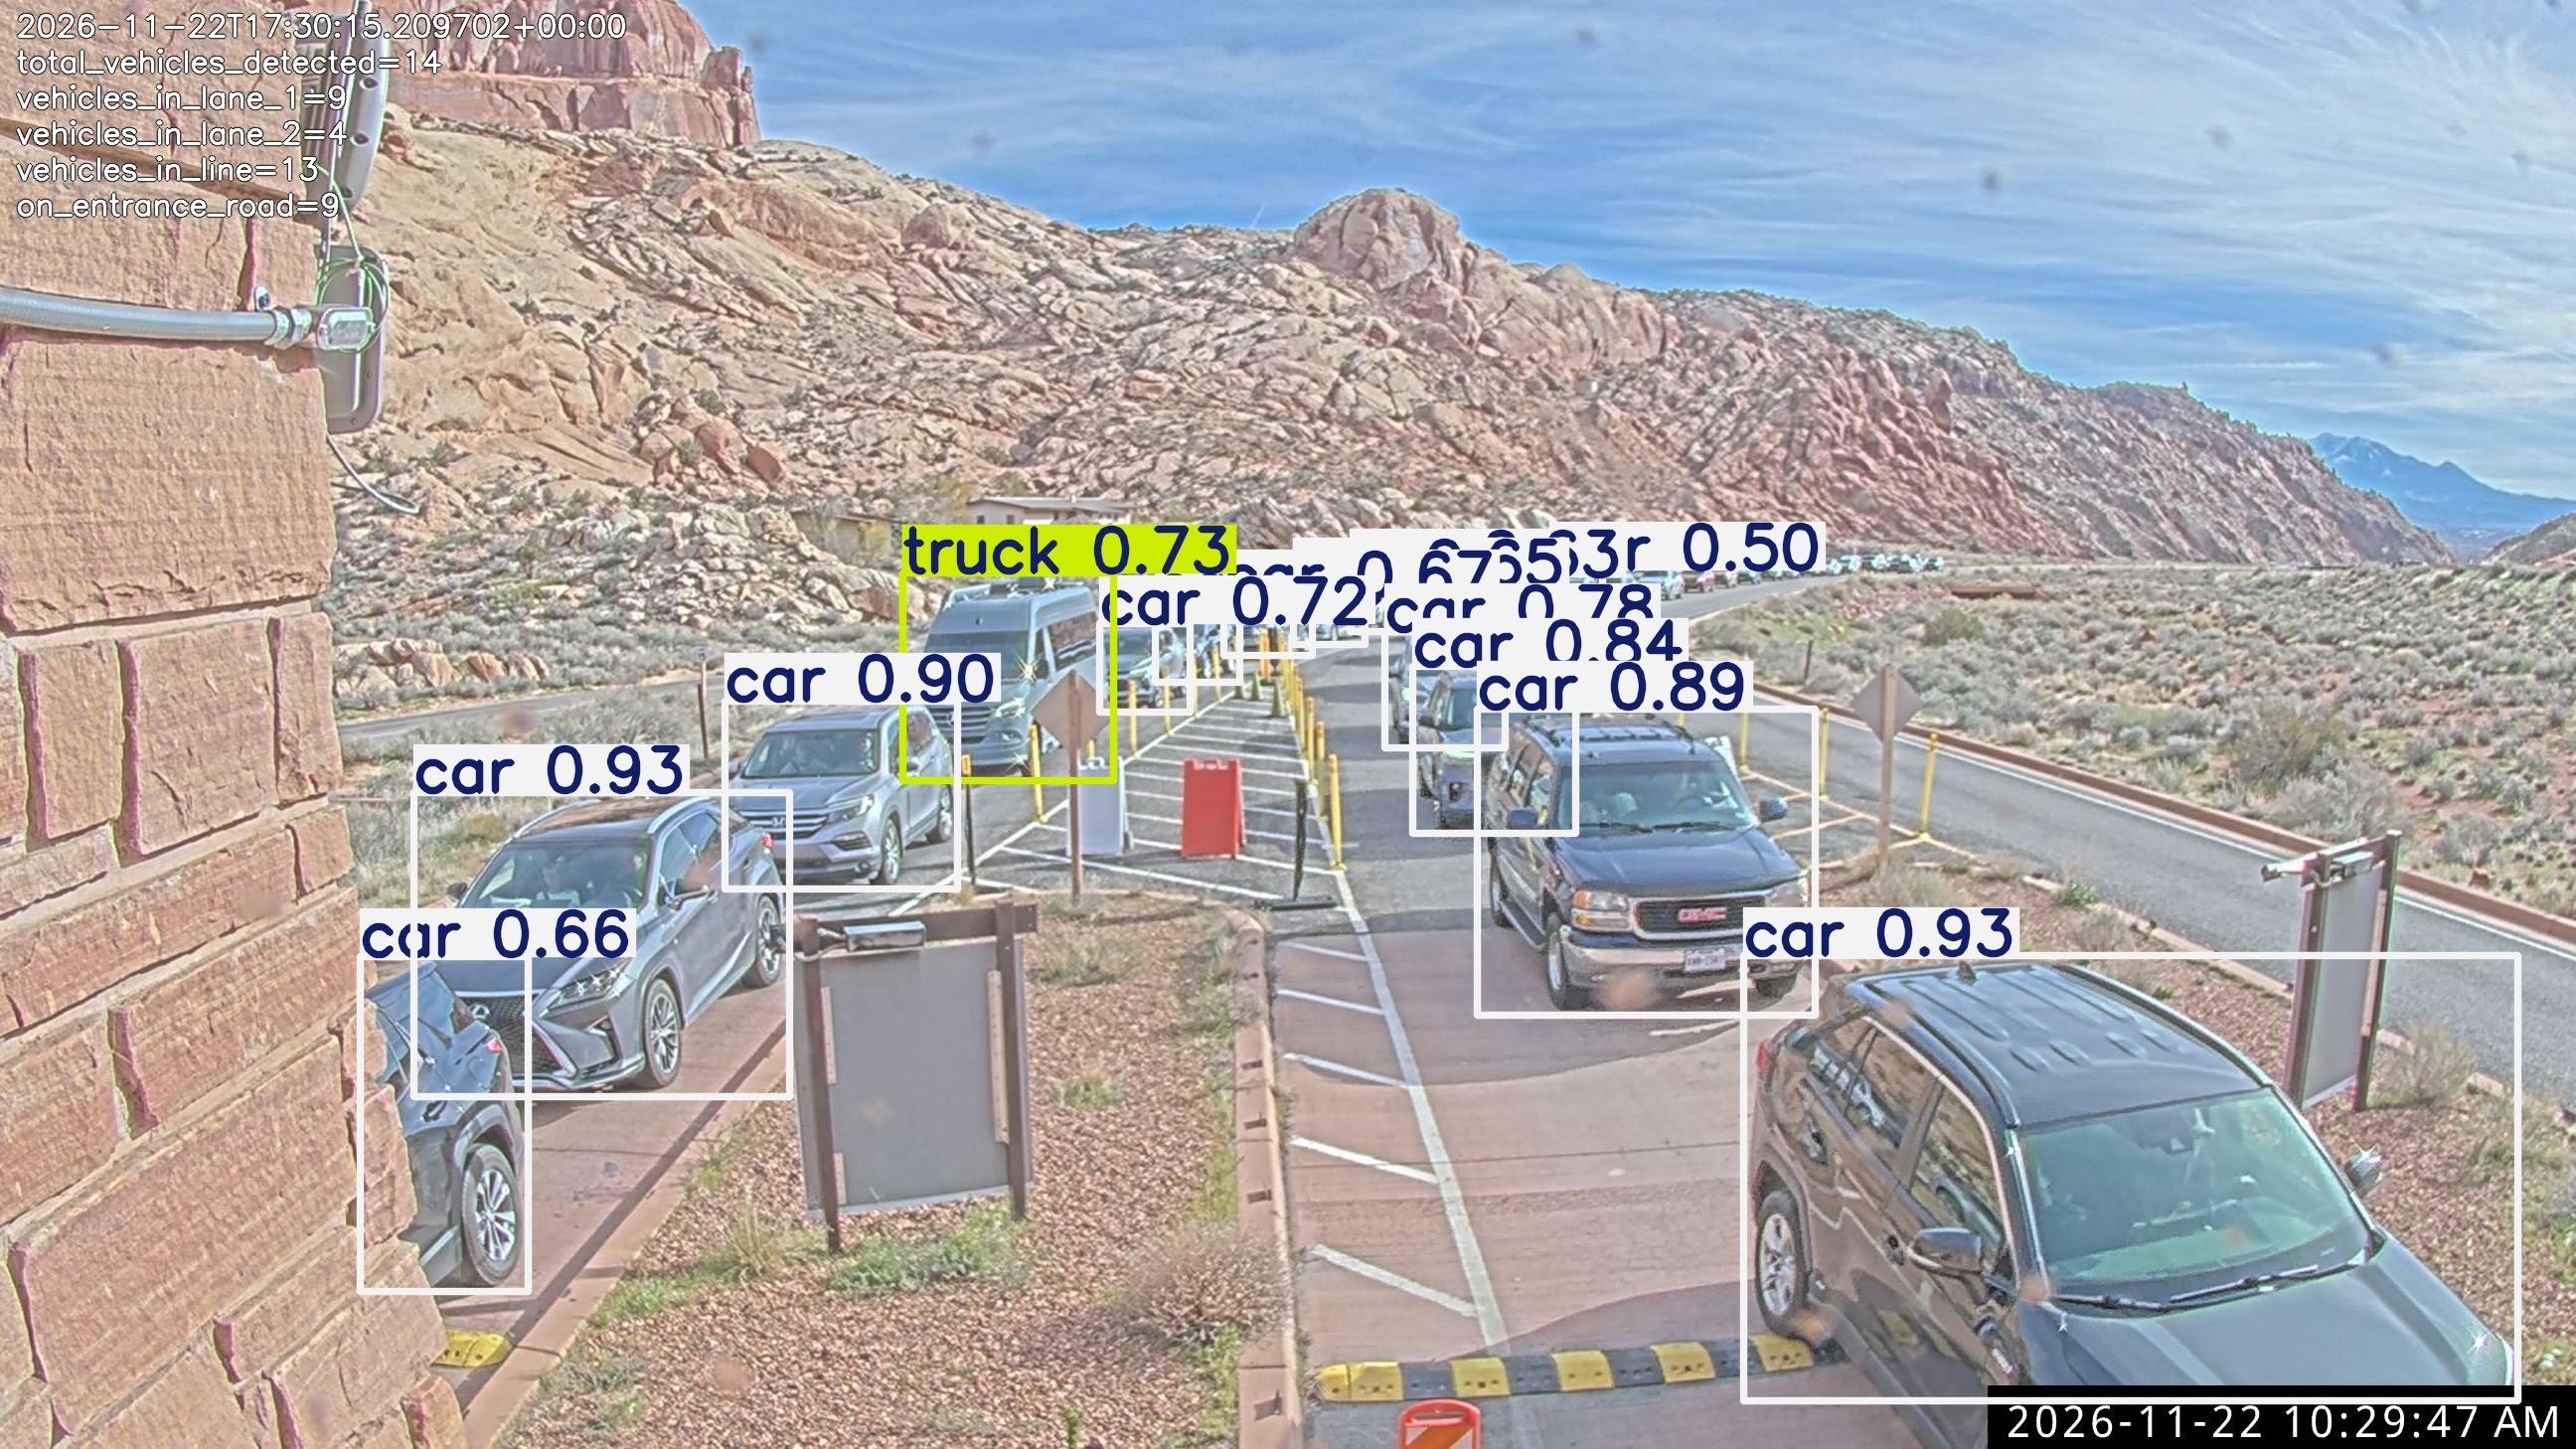 2026-11-22T17:30:15.209702+00:00
total_vehicles_detected=14
vehicles_in_lane_1=9
vehicles_in_lane_2=4
vehicles_in_line=13
on_entrance_road=9
truck 0.73
0.50
car 0.72
car 0.78
car 0.84
car 0.90
car 0.89
car 0.93
car 0.66
car 0.93
GMC
2026-11-22 10:29:47 AM